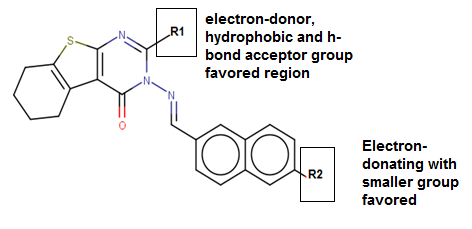 electron-donor,
hydrophobic and h-
bond acceptor group
favored region
R1
S
N
N
N
O
Electron-
donating with
smaller group
favored
R2